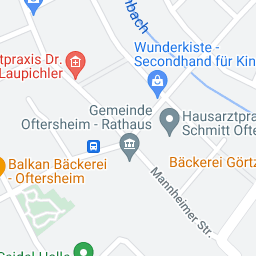 nbach
tpraxis Dr.
Laupichler
Wunderkiste -
Secondhand für Kin
Gemeinde
Oftersheim - Rathaus
Hausarztpra
Schmitt Ofte
Balkan Bäckerei
- Oftersheim
Bäckerei Görtz
Mannheimer Str.